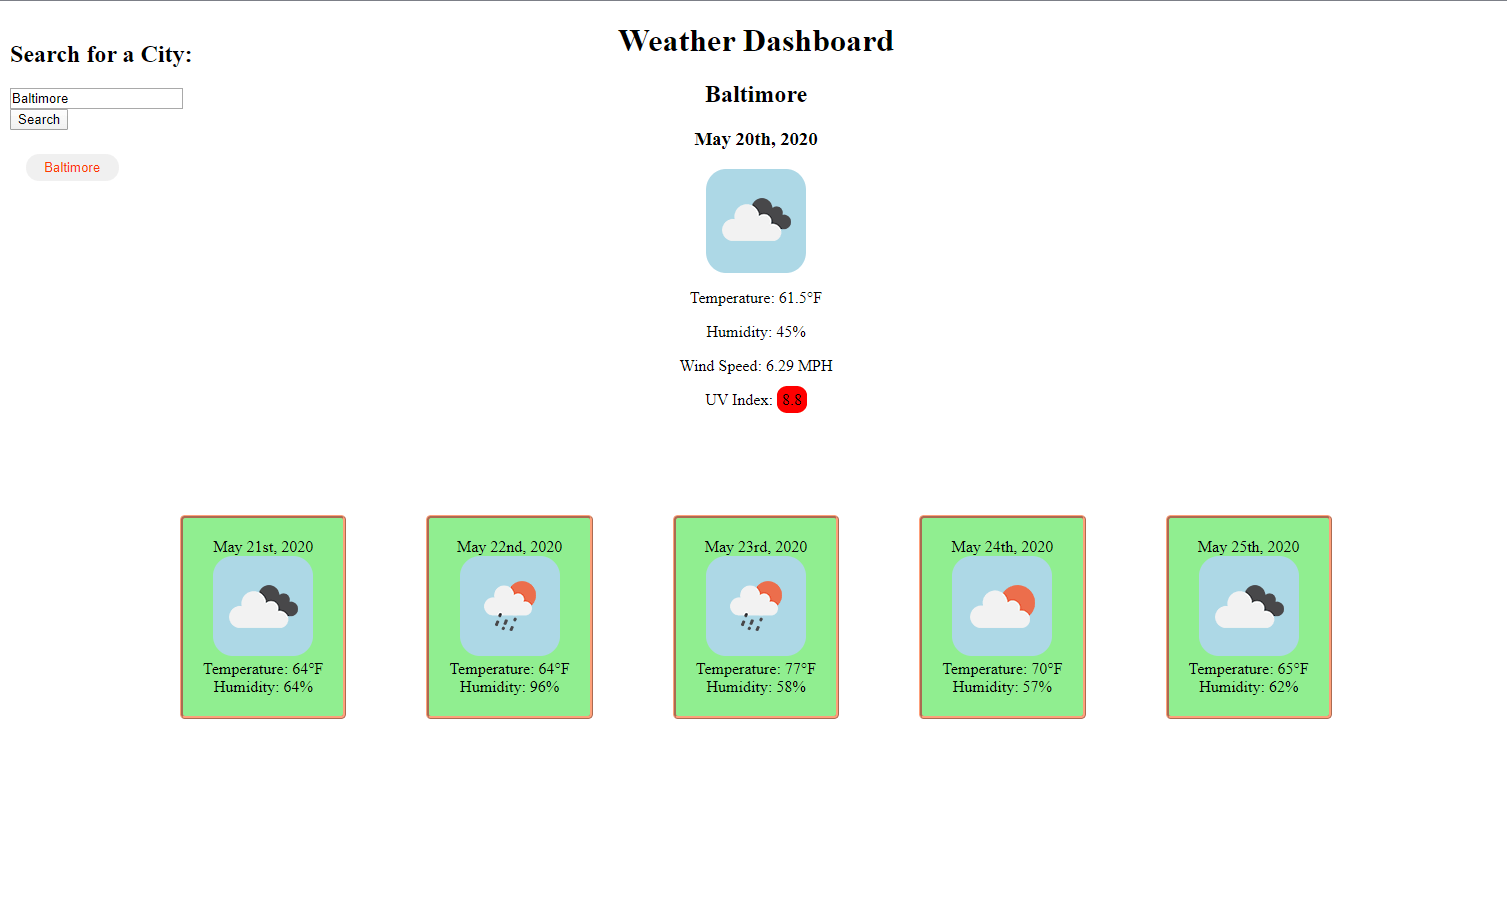 Weather Dashboard
Search for a City:
Baltimore
Search
Baltimore
Baltimore
May 20th, 2020
Temperature: 61.5°F
Humidity: 45%
Wind Speed: 6.29 MPH
UV Index: 8.8
May 21st, 2020
Temperature: 64°F
Humidity: 64%
May 22nd, 2020
Temperature: 64°F
Humidity: 96%
May 23rd, 2020
Temperature: 77°F
Humidity: 58%
May 24th, 2020
Temperature: 70°F
Humidity: 57%
May 25th, 2020
Temperature: 65°F
Humidity: 62%